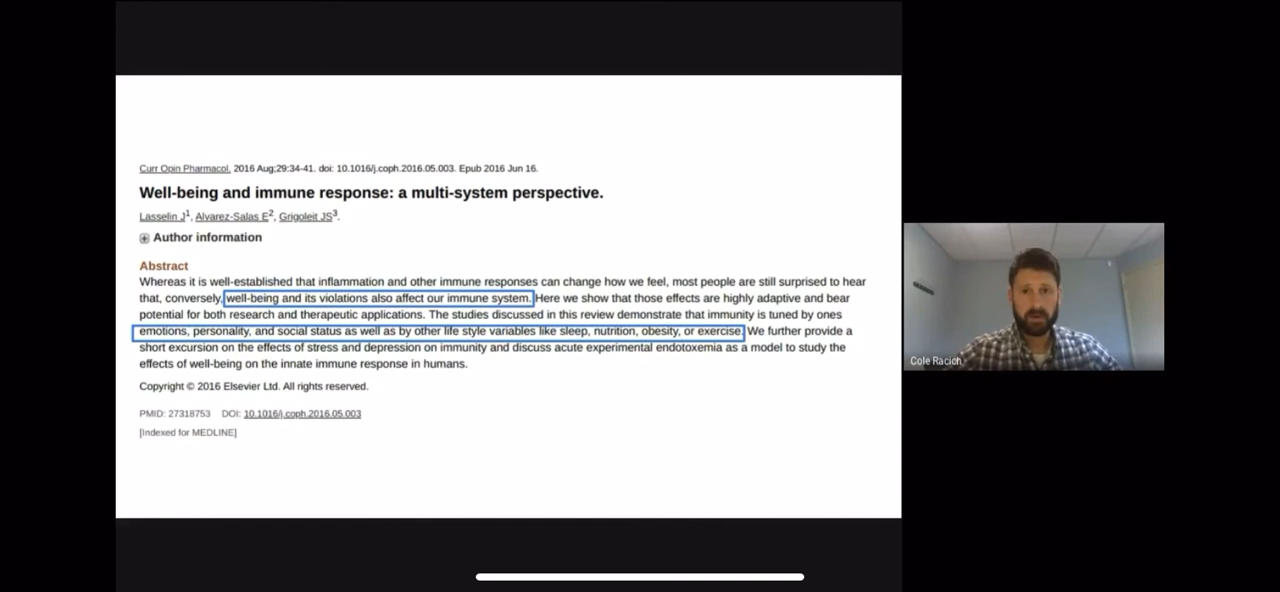 Curr Opin Pharmacol. 2016 Aug;29:34-41. doi: 10.1016/j.coph.2016.05.003. Epub 2016 Jun 16.
Well-being and immune response: a multi-system perspective.
Lasselin J1, Alvarez-Salas E2, Grigoleit JS3.
Author information
Abstract
Whereas it is well-established that inflammation and other immune responses can change how we feel, most people are still surprised to hear
that, conversely, well-being and its violations also affect our immune system. Here we show that those effects are highly adaptive and bear
potential for both research and therapeutic applications. The studies discussed in this review demonstrate that immunity is tuned by ones
emotions, personality, and social status as well as by other life style variables like sleep, nutrition, obesity, or exercise. We further provide a
short excursion on the effects of stress and depression on immunity and discuss acute experimental endotoxemia as a model to study the
effects of well-being on the innate immune response in humans.
Copyright © 2016 Elsevier Ltd. All rights reserved.
PMID: 27318753 DOI: 10.1016/j.coph.2016.05.003
[Indexed for MEDLINE]
Cole Racich